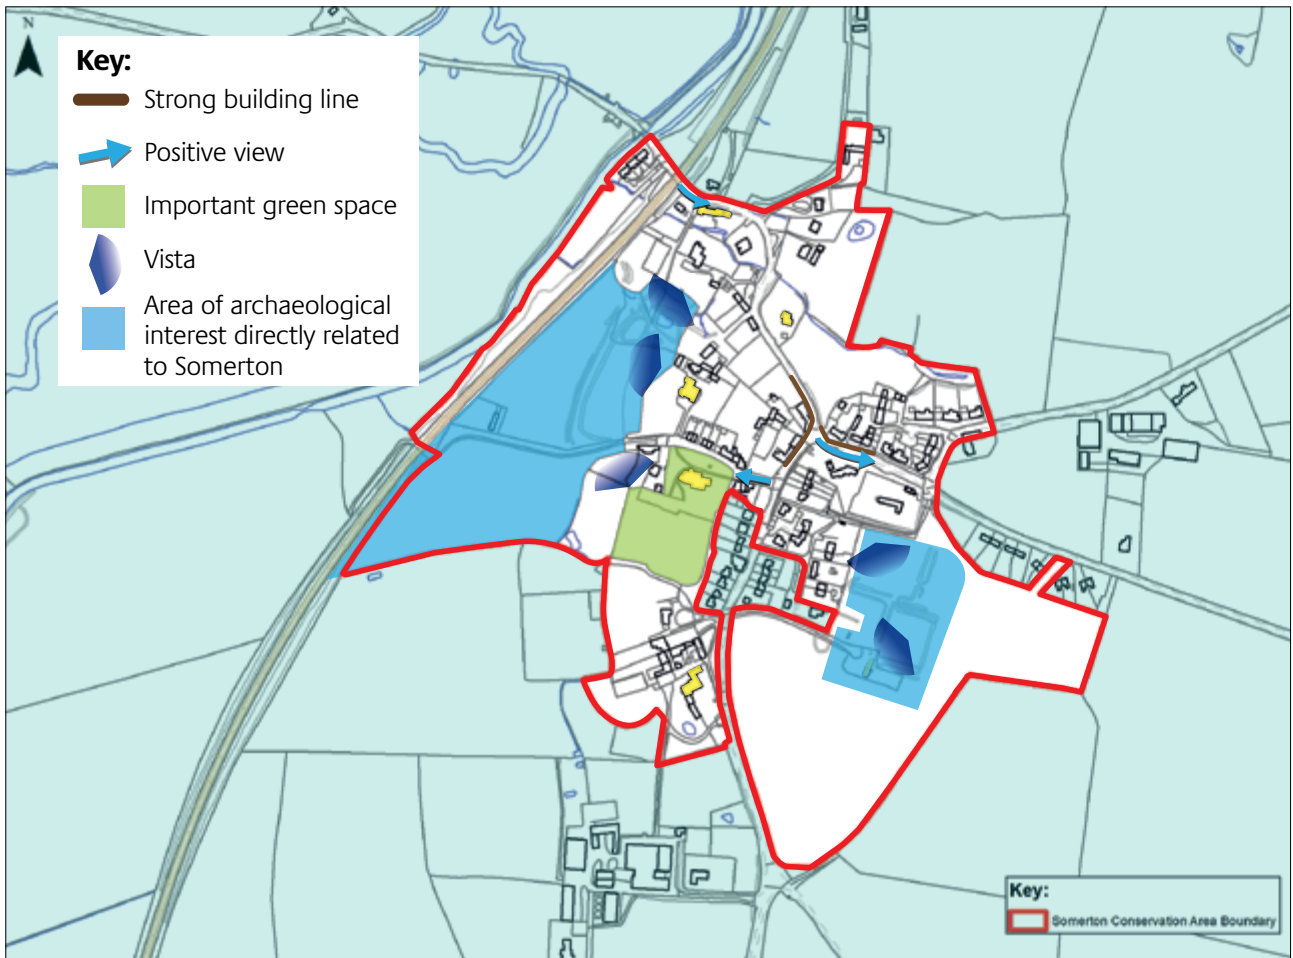 N
Key:
Strong building line
Positive view
Important green space
Vista
Area of archaeological
interest directly related
to Somerton
Key:
Somerton Conservation Area Boundary